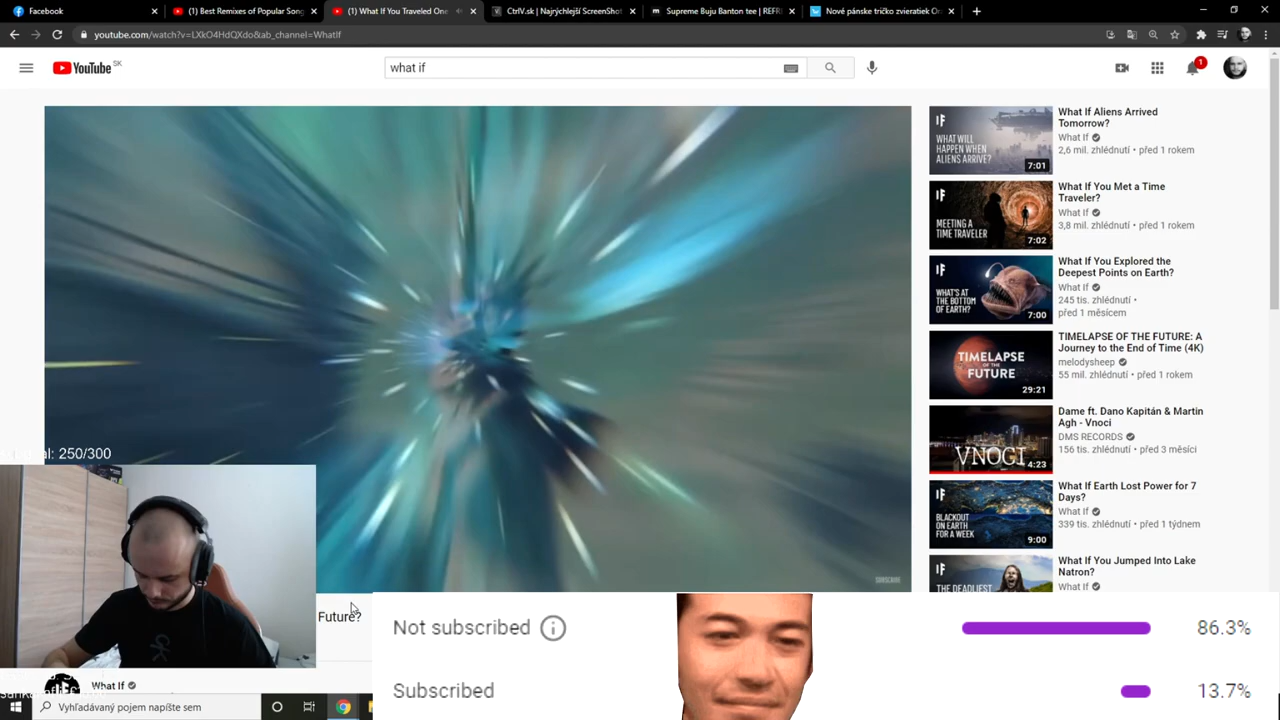 Facebook
(1) Best Remixes of Popular Song
(1) What If You Traveled One
CtrlV.sk | Najrýchlejší ScreenShot
Supreme Buju Banton tee | REFR
Nové pánske tričko zvieratiek Or
youtube.com/watch?v=LXkO4HdQXdo&ab_channel=WhatIf
YouTube SK
what if
1
WHAT WILL
HAPPEN WHEN
ALIENS ARRIVE?
7:01
What If Aliens Arrived
Tomorrow?
What If
2,6 mil. zhlédnutí • před 1 rokem
MEETING A
TIME TRAVELER
7:02
What If You Met a Time
Traveler?
What If
3,8 mil. zhlédnutí • před 1 rokem
WHAT'S AT
THE BOTTOM
OF EARTH?
7:00
What If You Explored the
Deepest Points on Earth?
What If
245 tis. zhlédnutí •
před 1 měsícem
TIMELAPSE
OF THE
FUTURE
29:21
TIMELAPSE OF THE FUTURE: A
Journey to the End of Time (4K)
melodysheep
55 mil. zhlédnutí • před 1 rokem
VNOCI
4:23
Dame ft. Dano Kapitán & Martin
Agh - Vnoci
DMS RECORDS
156 tis. zhlédnutí • před 3 měsíci
BLACKOUT
ON EARTH
FOR A WEEK
9:00
What If Earth Lost Power for 7
Days?
What If
339 tis. zhlédnutí • před 1 týdnem
THE DEADLIEST
What If You Jumped Into Lake
Natron?
What If
SUBSCRIBE
250/300
Future?
What If
Not subscribed
86.3%
Subscribed
13.7%
Vyhľadávaný pojem napíšte sem